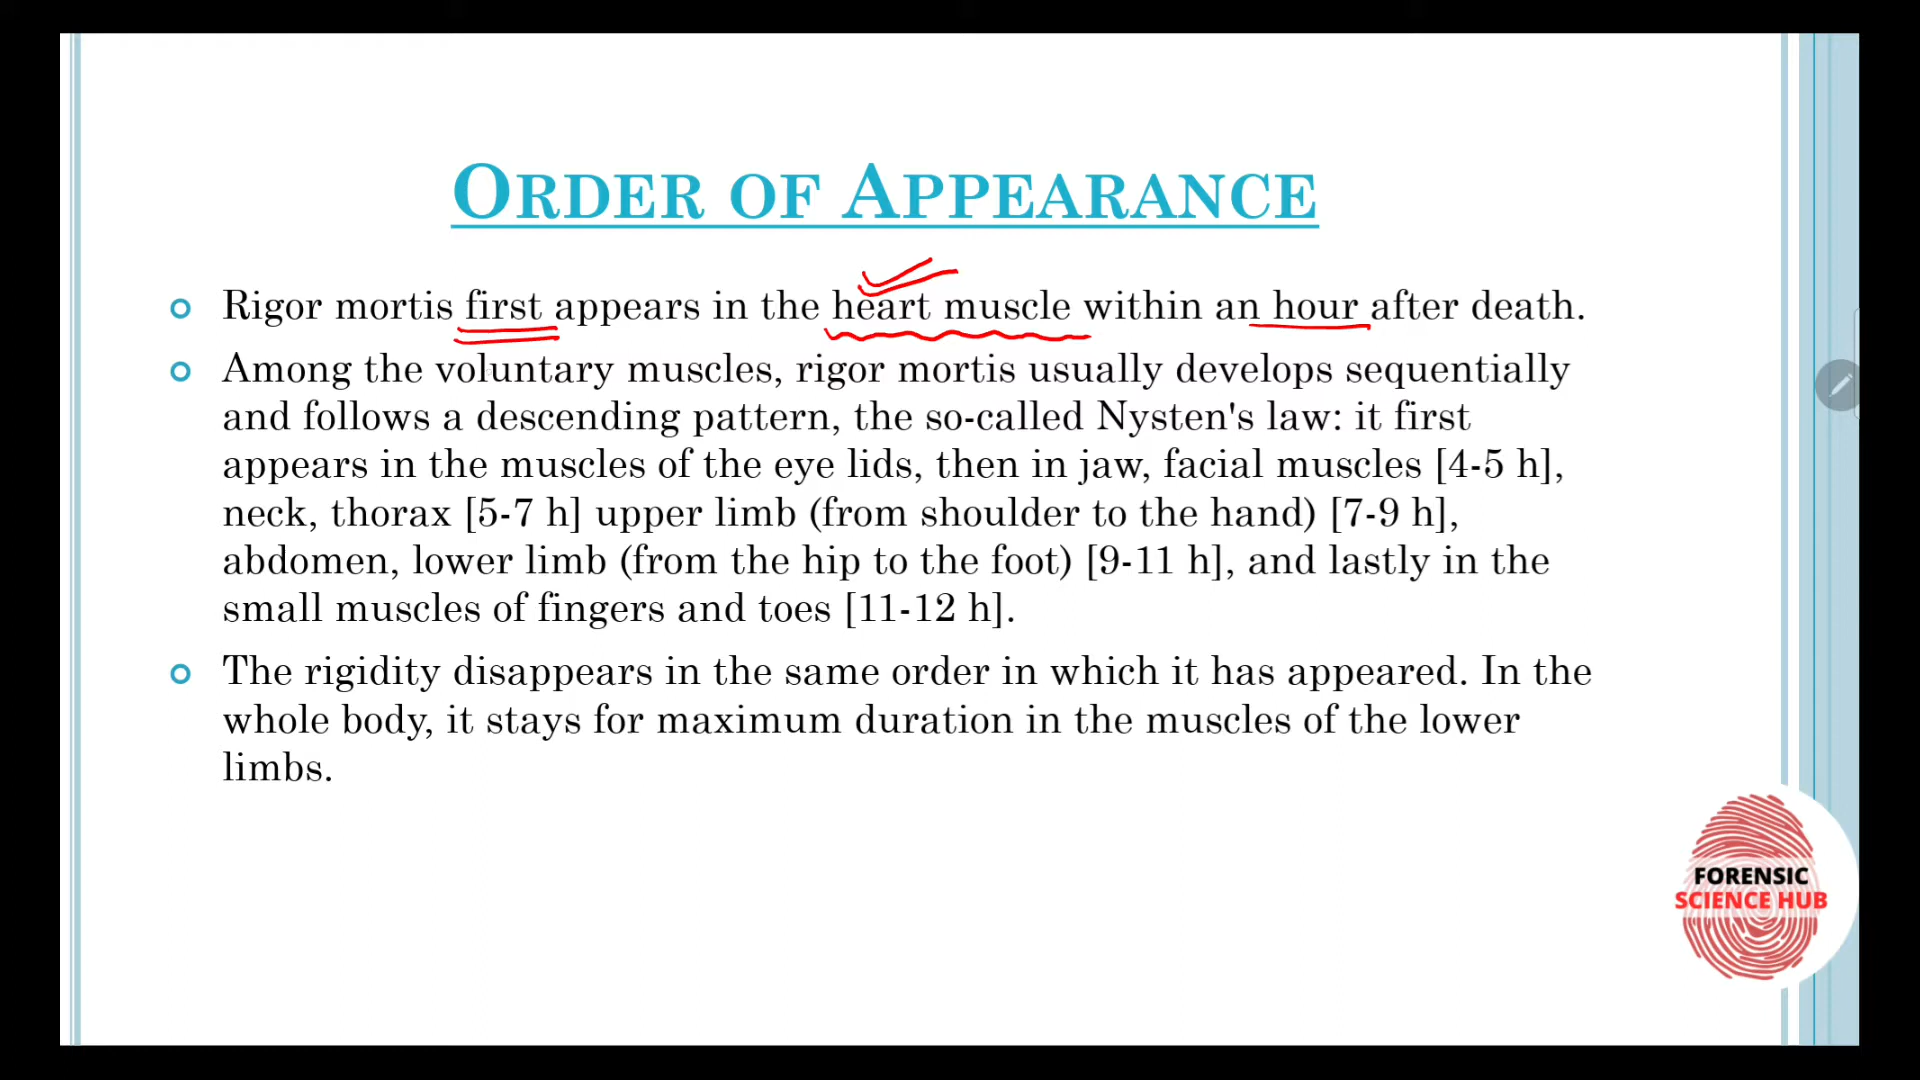 ORDER OF APPEARANCE
Rigor mortis first appears in the heart muscle within an hour after death.
Among the voluntary muscles, rigor mortis usually develops sequentially
and follows a descending pattern, the so-called Nysten's law: it first
appears in the muscles of the eye lids, then in jaw, facial muscles [4-5 h],
neck, thorax [5-7 h] upper limb (from shoulder to the hand) [7-9 h],
abdomen, lower limb (from the hip to the foot) [9-11 h], and lastly in the
small muscles of fingers and toes [11-12 h].
The rigidity disappears in the same order in which it has appeared. In the
whole body, it stays for maximum duration in the muscles of the lower
limbs.
FORENSIC
SCIENCE HUB